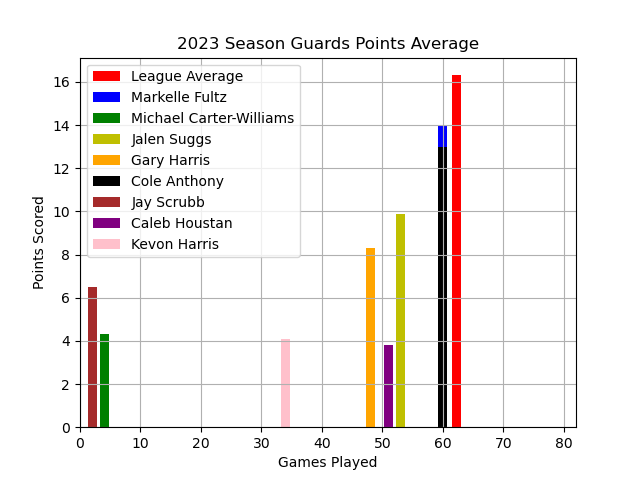 2023 Season Guards Points Average
League Average
Markelle Fultz
Michael Carter-Williams
Jalen Suggs
Gary Harris
Cole Anthony
Jay Scrubb
Caleb Houstan
Kevon Harris
Points Scored
16
14
12
10
8
6
4
2
0
0 10 20 30 40 50 60 70 80
Games Played